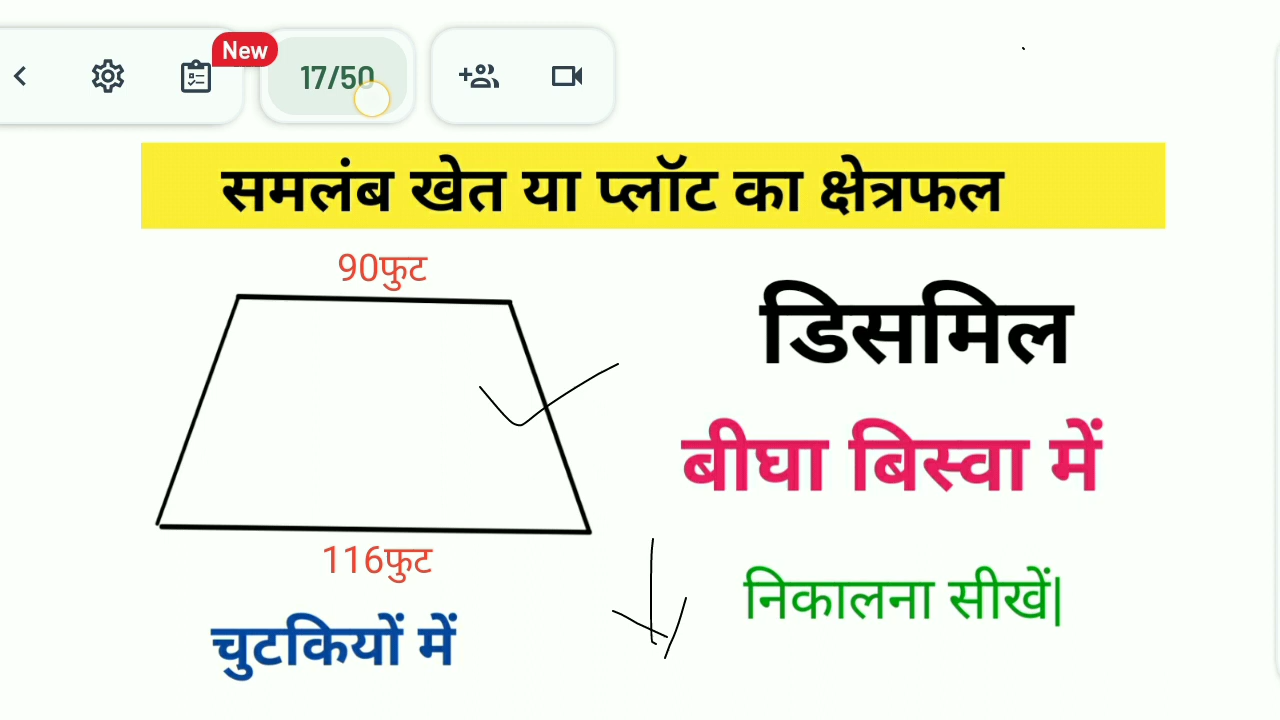 New
17/50
समलंब खेत या प्लॉट का क्षेत्रफल
90फुट
डिसमिल
बीघा बिस्वा में
116फुट
निकालना सीखें|
चुटकियों में